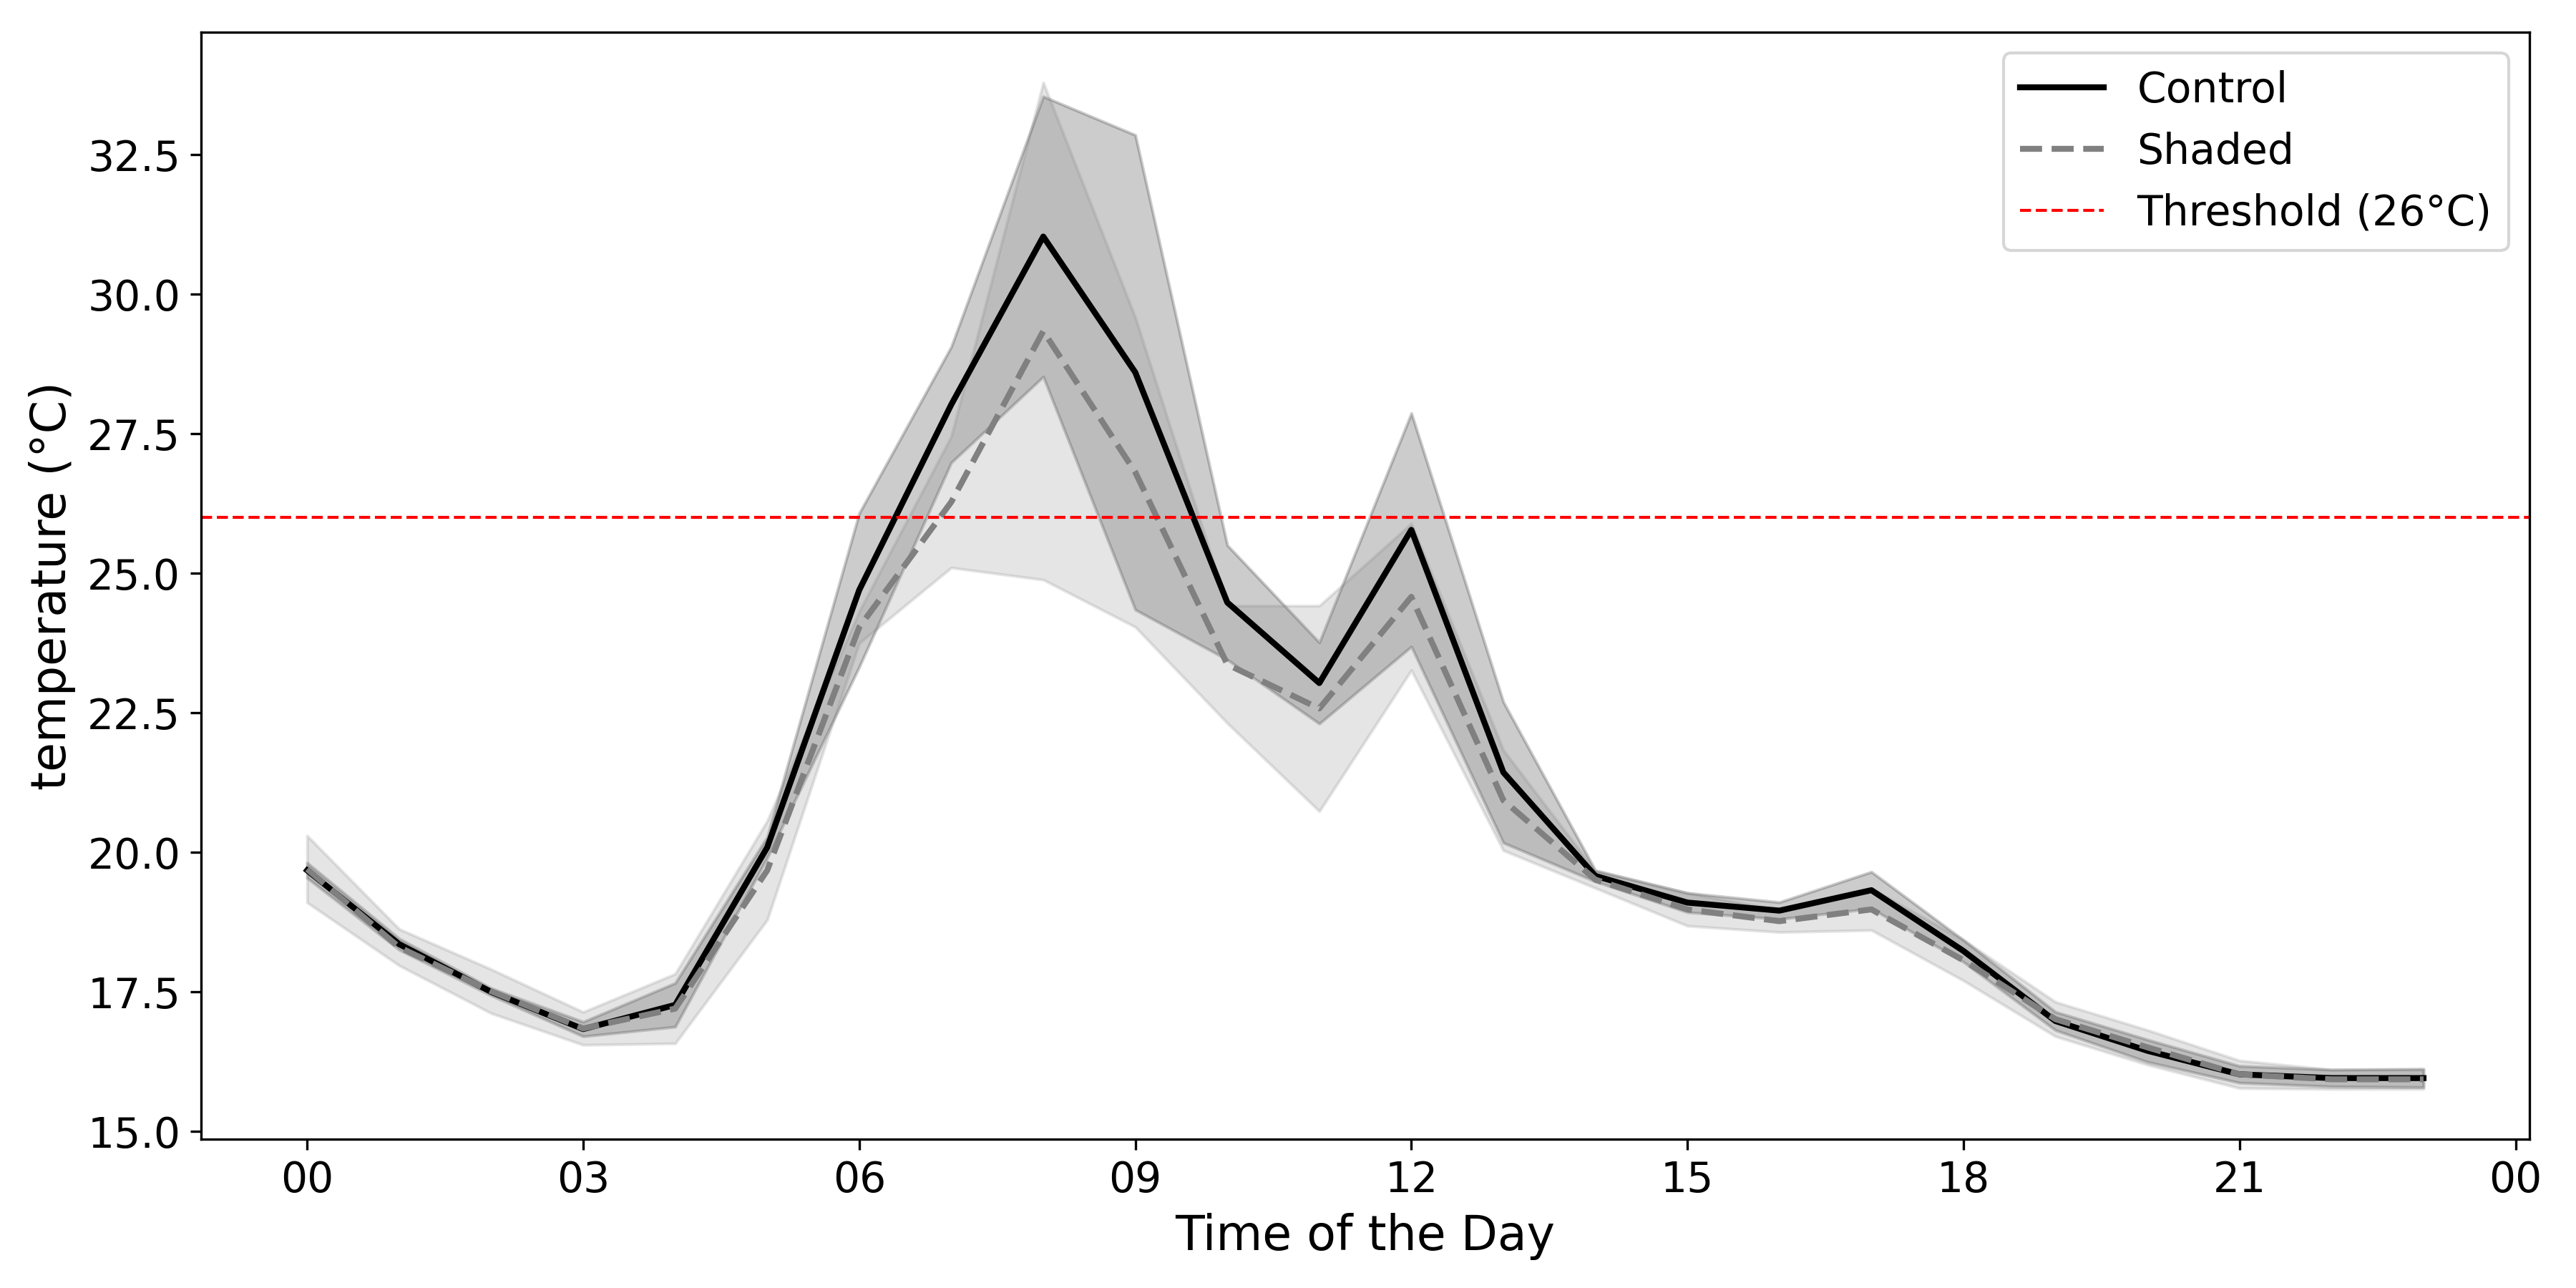 Control
Shaded
Threshold (26°C)
temperature (°C)
32.5
30.0
27.5
25.0
22.5
20.0
17.5
15.0
00 03 06 09 12 15 18 21 00
Time of the Day